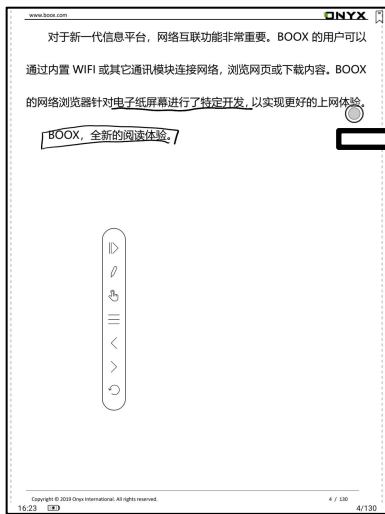 www.boox.com
ONYX
对于新一代信息平台，网络互联功能非常重要。BOOX 的用户可以
通过内置 WIFI 或其它通讯模块连接网络，浏览网页或下载内容。BOOX
的网络浏览器针对电子纸屏幕进行了特定开发，以实现更好的上网体验。
BOOX，全新的阅读体验。
Copyright © 2019 Onyx International. All rights reserved.
4 / 130
16:23
4/130